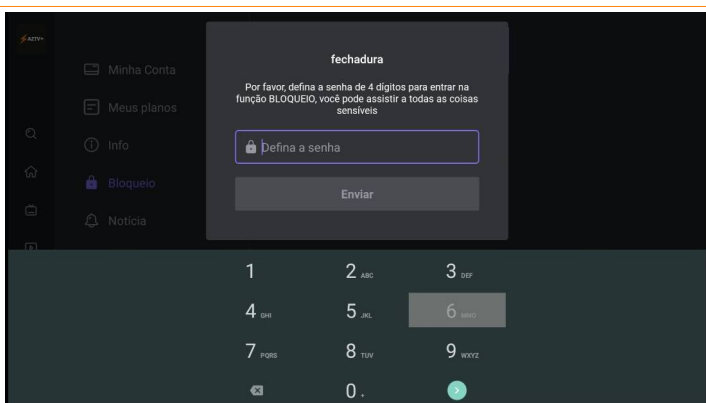 AZTV+
fechadura
Minha Conta
Por favor, defina a senha de 4 dígitos para entrar na
função BLOQUEIO, você pode assistir a todas as coisas
sensíveis
Meus planos
Info
Defina a senha
Bloqueio
Enviar
Notícia
1
2 ABC
3 DEF
4 GHI
5 JKL
6 MNO
7 PQRS
8 TUV
9 WXYZ
0 +